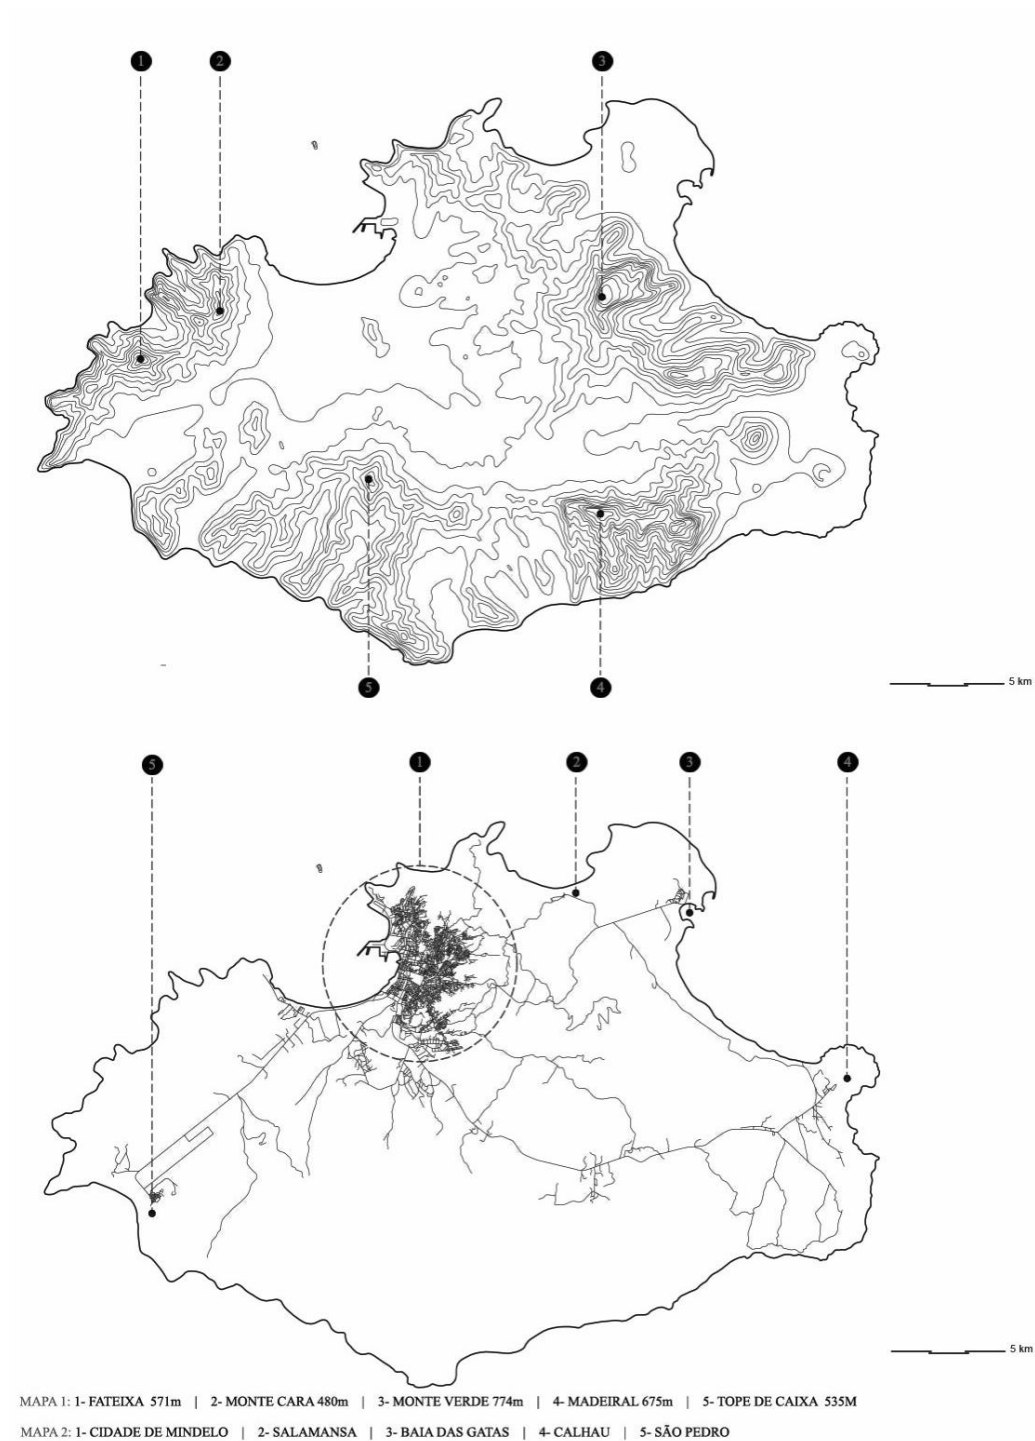 1 2 3
5 4
5 km
5 1 2 3 4
5 km
MAPA 1: 1- FATEIXA 571m | 2- MONTE CARA 480m | 3- MONTE VERDE 774m | 4- MADEIRAL 675m | 5- TOPE DE CAIXA 535M
MAPA 2: 1- CIDADE DE MINDELO | 2- SALAMANSA | 3- BAIA DAS GATAS | 4- CALHAU | 5- SÃO PEDRO